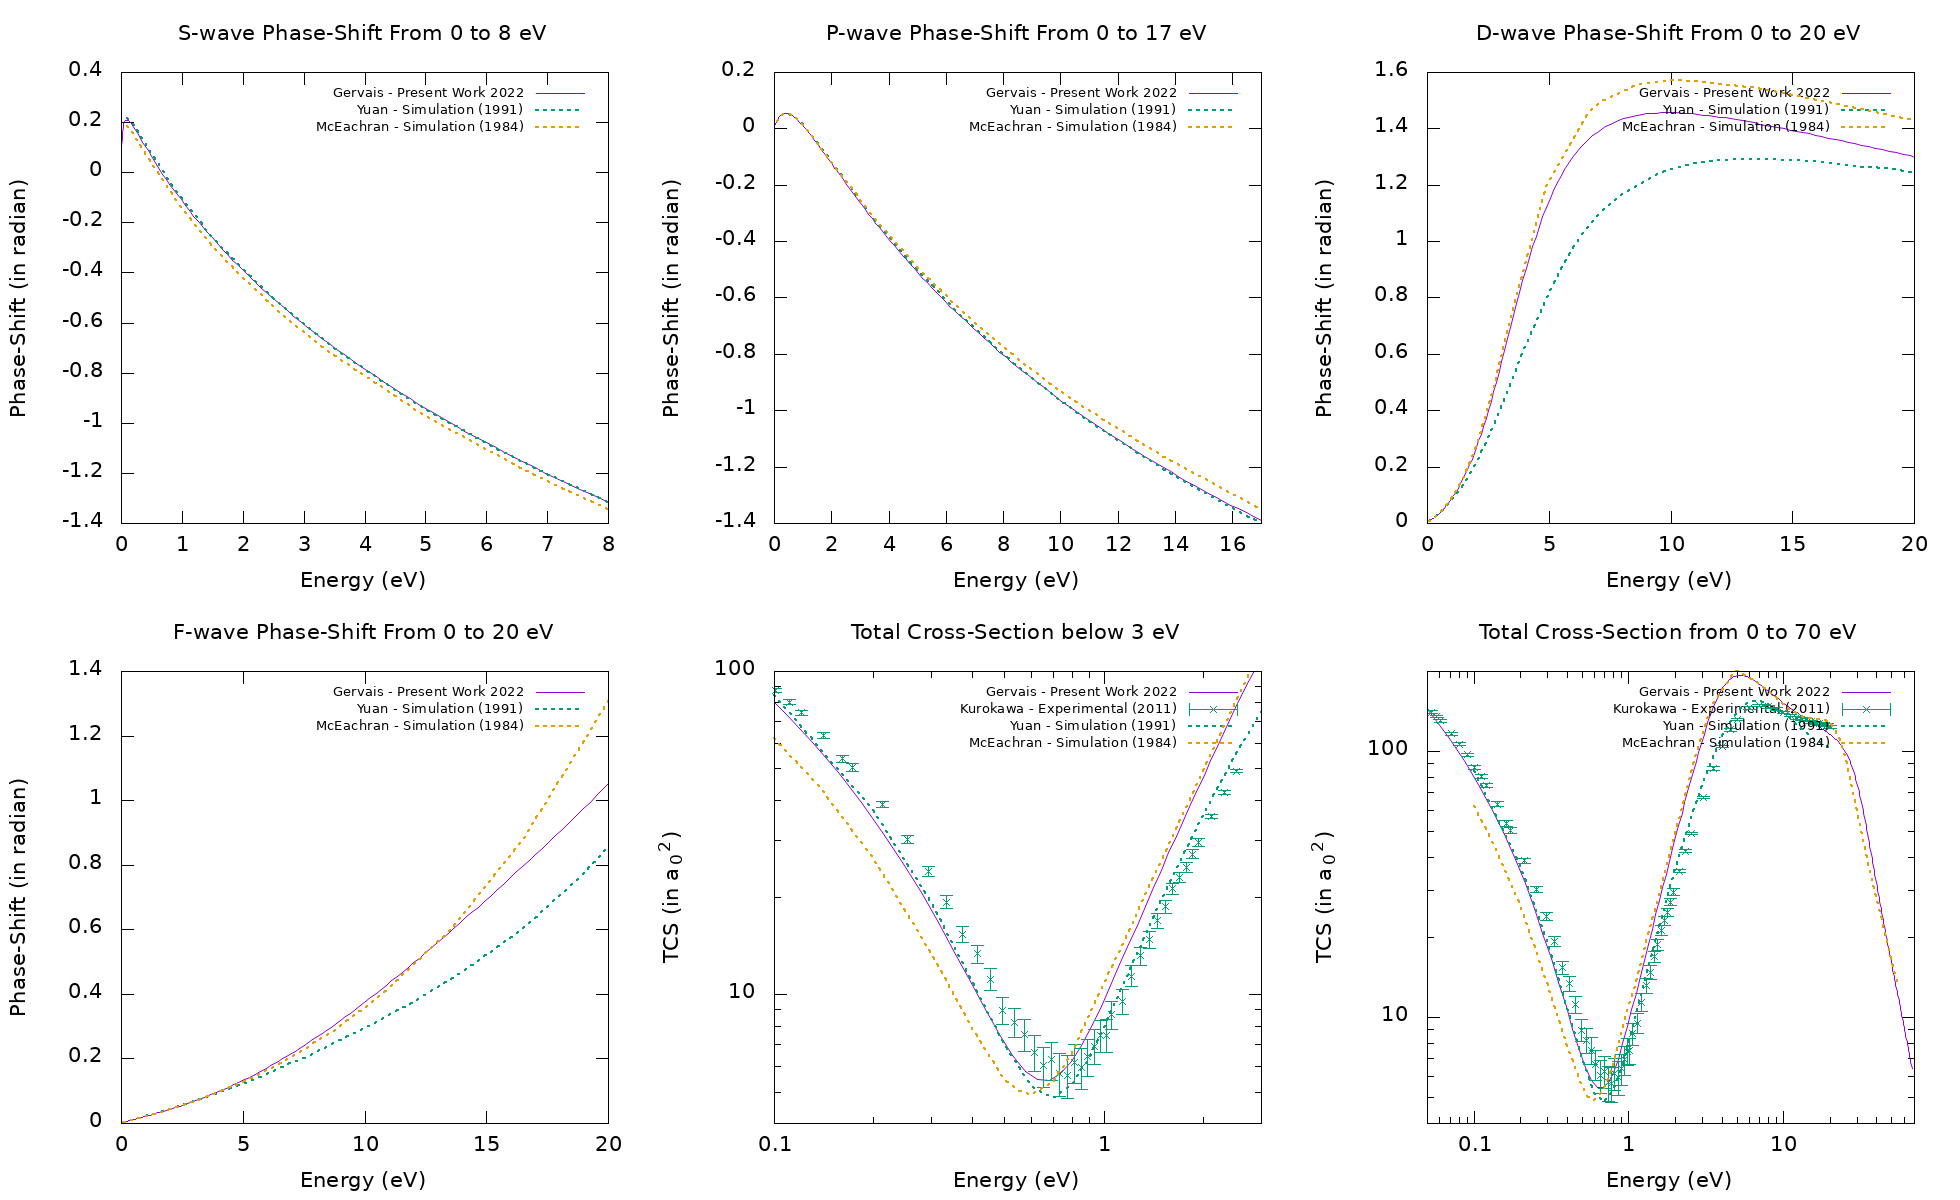 S-wave Phase-Shift From 0 to 8 eV
Phase-Shift (in radian)
0.4
0.2
0
-0.2
-0.4
-0.6
-0.8
-1
-1.2
-1.4
Gervais - Present Work 2022
Yuan - Simulation (1991)
McEachran - Simulation (1984)
0 1 2 3 4 5 6 7 8
Energy (eV)
P-wave Phase-Shift From 0 to 17 eV
Phase-Shift (in radian)
0.2
0
-0.2
-0.4
-0.6
-0.8
-1
-1.2
-1.4
Gervais - Present Work 2022
Yuan - Simulation (1991)
McEachran - Simulation (1984)
0 2 4 6 8 10 12 14 16
Energy (eV)
D-wave Phase-Shift From 0 to 20 eV
Phase-Shift (in radian)
1.6
1.4
1.2
1
0.8
0.6
0.4
0.2
0
Gervais - Present Work 2022
Yuan - Simulation (1991)
McEachran - Simulation (1984)
0 5 10 15 20
Energy (eV)
F-wave Phase-Shift From 0 to 20 eV
Phase-Shift (in radian)
1.4
1.2
1
0.8
0.6
0.4
0.2
0
Gervais - Present Work 2022
Yuan - Simulation (1991)
McEachran - Simulation (1984)
0 5 10 15 20
Energy (eV)
Total Cross-Section below 3 eV
TCS (in a₀²)
100
10
Gervais - Present Work 2022
Kurokawa - Experimental (2011)
Yuan - Simulation (1991)
McEachran - Simulation (1984)
0.1 1
Energy (eV)
Total Cross-Section from 0 to 70 eV
TCS (in a₀²)
100
10
Gervais - Present Work 2022
Kurokawa - Experimental (2011)
Yuan - Simulation (1991)
McEachran - Simulation (1984)
0.1 1 10
Energy (eV)